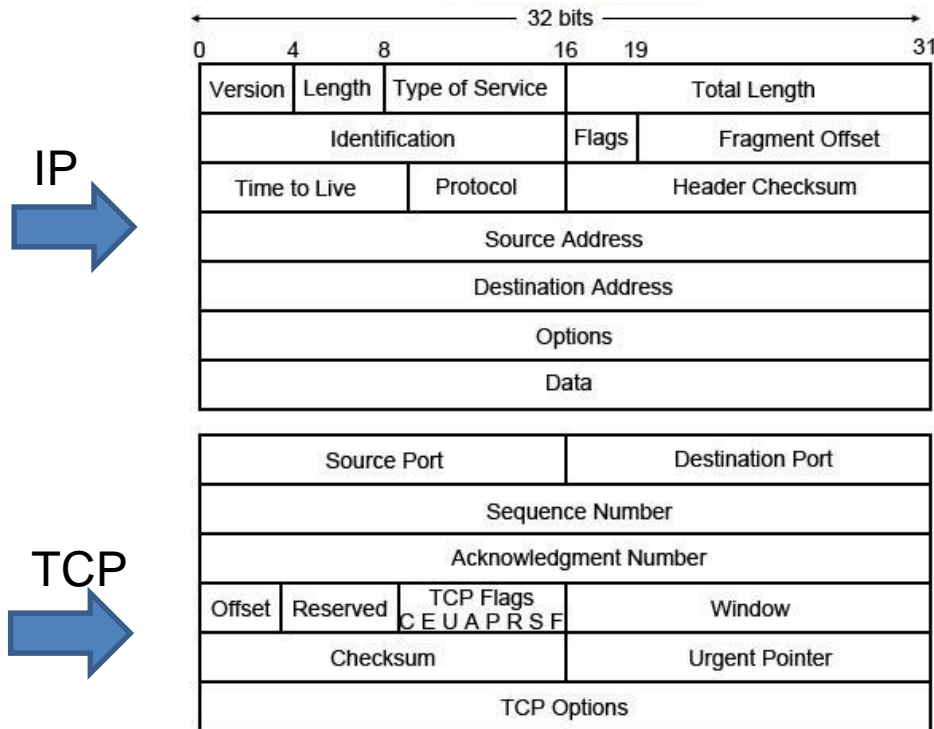 32 bits
0 4 8 16 19 31
Version Length Type of Service Total Length
Identification Flags Fragment Offset
IP
Time to Live Protocol Header Checksum
Source Address
Destination Address
Options
Data
Source Port Destination Port
Sequence Number
Acknowledgment Number
TCP
Offset Reserved TCP Flags Window
C E U A P R S F
Checksum Urgent Pointer
TCP Options